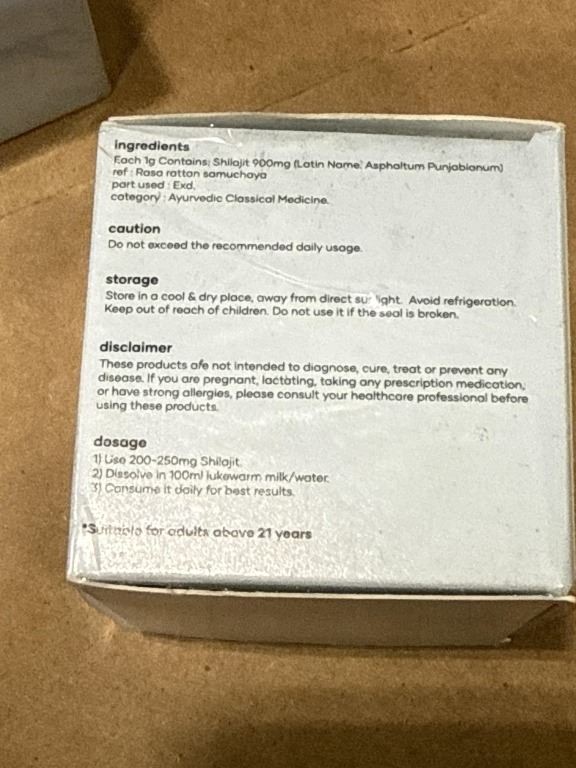 ingredients
Each 1g Contains; Shilajit 900mg (Latin Name: Asphaltum Punjabianum)
ref : Rasa rattan samuchaya
part used : Exd.
category : Ayurvedic Classical Medicine.
caution
Do not exceed the recommended daily usage.
storage
Store in a cool & dry place, away from direct light. Avoid refrigeration.
Keep out of reach of children. Do not use it if the seal is broken.
disclaimer
These products are not intended to diagnose, cure, treat or prevent any
disease. If you are pregnant, lactating, taking any prescription medication,
or have strong allergies, please consult your healthcare professional before
using these products.
dosage
1) Use 200-250mg Shilajit.
2) Dissolve in 100ml lukewarm milk/water.
3) Consume it daily for best results.
*Suitable for adults above 21 years